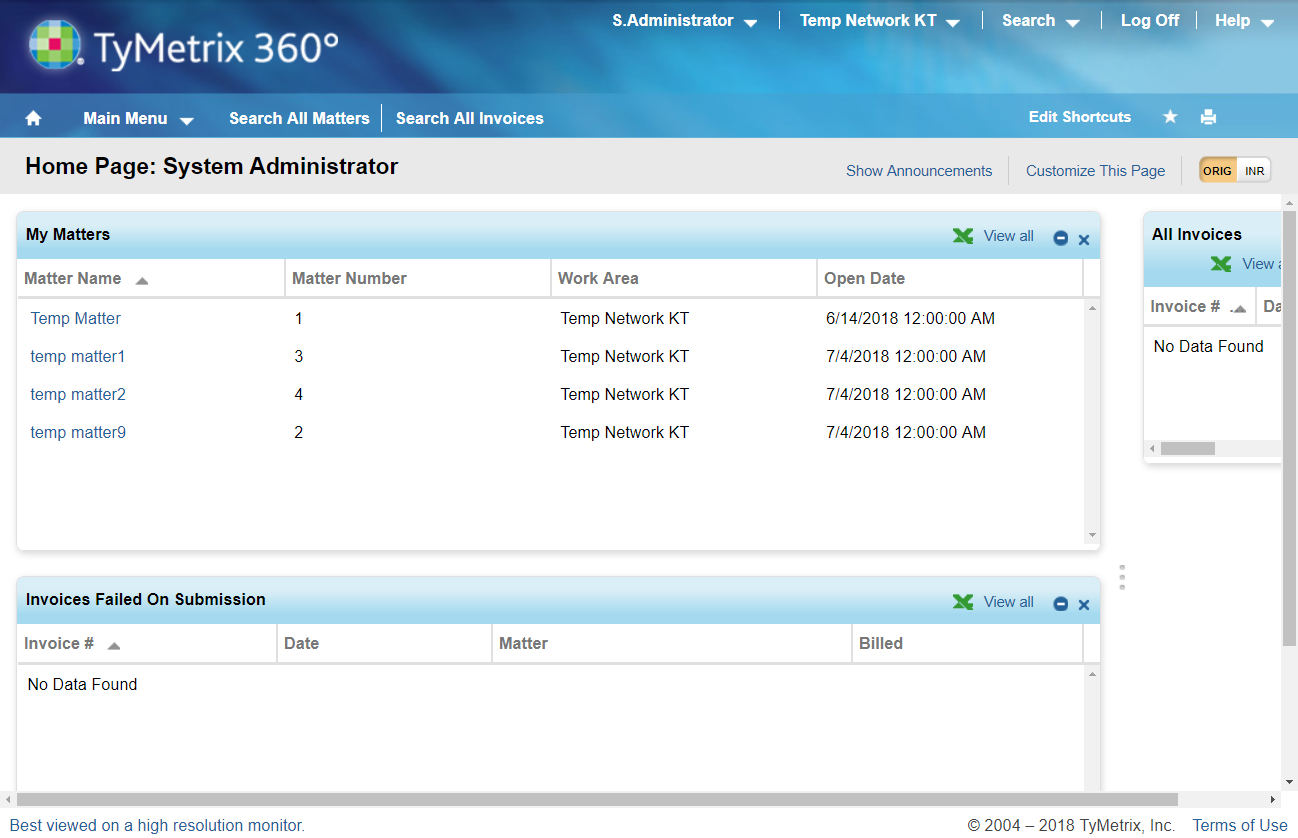 S.Administrator Temp Network KT Search Log Off Help
TyMetrix 360°
Main Menu Search All Matters Search All Invoices Edit Shortcuts
Home Page: System Administrator Show Announcements Customize This Page ORIG INR
My Matters View all
Matter Name Matter Number Work Area Open Date
Temp Matter 1 Temp Network KT 6/14/2018 12:00:00 AM
temp matter1 3 Temp Network KT 7/4/2018 12:00:00 AM
temp matter2 4 Temp Network KT 7/4/2018 12:00:00 AM
temp matter9 2 Temp Network KT 7/4/2018 12:00:00 AM
All Invoices
View a
Invoice # .. Da
No Data Found
Invoices Failed On Submission View all
Invoice # Date Matter Billed
No Data Found
Best viewed on a high resolution monitor. © 2004 – 2018 TyMetrix, Inc. Terms of Use